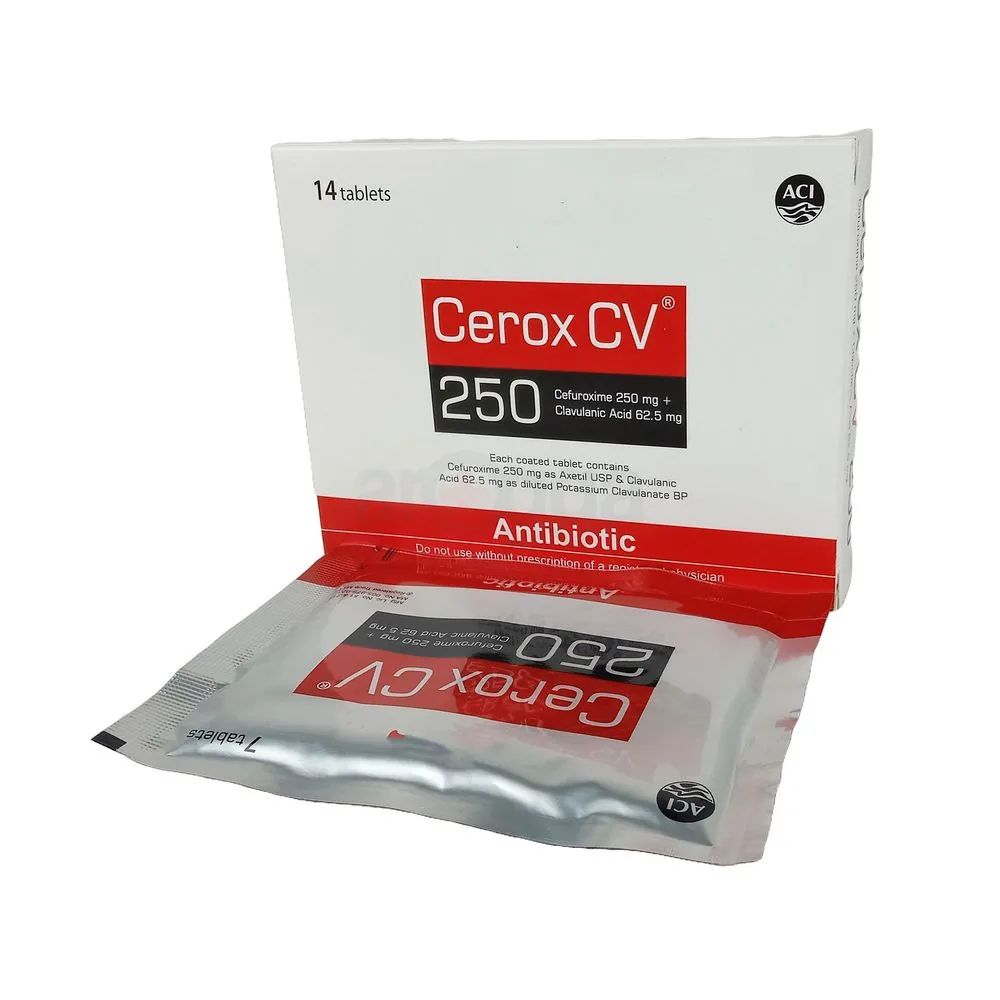 14 tablets
ACI
Cerox CV®
250
Cefuroxime 250 mg +
Clavulanic Acid 62.5 mg
Each coated tablet contains
Cefuroxime 250 mg as Axetil USP & Clavulanic
Acid 62.5 mg as diluted Potassium Clavulanate BP
Antibiotic
Do not use without prescription of a registered physician
Antibiotic
Cefuroxime 250 mg +
Clavulanic Acid 62.5 mg
250
Cerox CV®
7 tablets
ACI